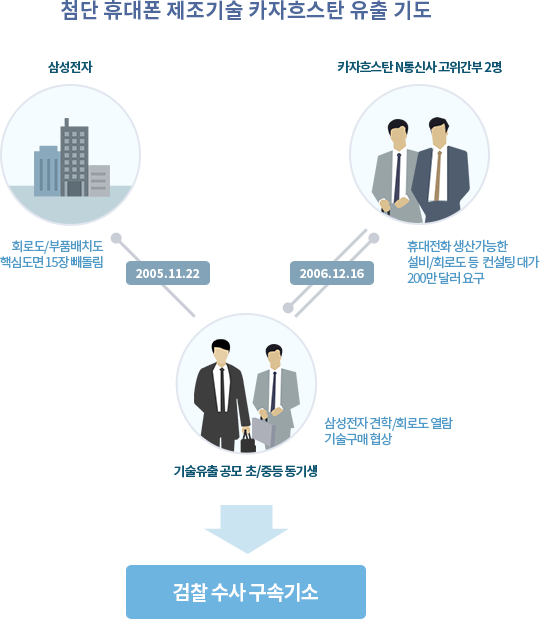 첨단 휴대폰 제조기술 카자흐스탄 유출 기도
삼성전자
카자흐스탄 N통신사 고위간부 2명
회로도/부품배치도
핵심도면 15장 빼돌림
휴대전화 생산가능한
설비/회로도 등 컨설팅 대가
200만 달러 요구
2005.11.22
2006.12.16
삼성전자 견학/회로도 열람
기술구매 협상
기술유출 공모 초/중등 동기생
검찰 수사 구속기소